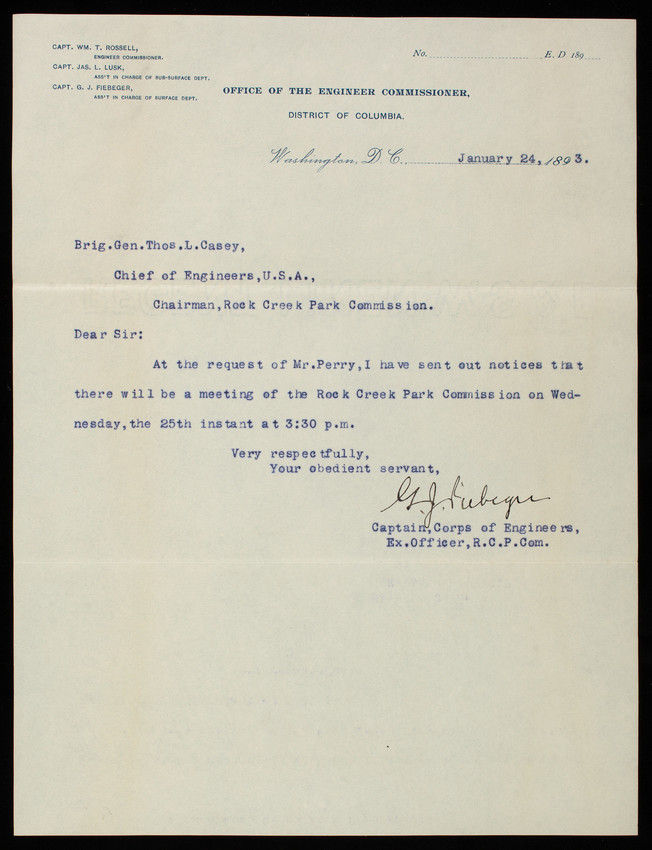 CAPT. WM. T. ROSSELL,
ENGINEER COMMISSIONER.
CAPT. JAS. L. LUSK,
ASS'T IN CHARGE OF SUB-SURFACE DEPT.
CAPT. G. J. FIEBEGER,
ASS'T IN CHARGE OF SURFACE DEPT.
No. E. D 189
OFFICE OF THE ENGINEER COMMISSIONER,
DISTRICT OF COLUMBIA.
Washington, D. C. January 24, 1893.
Brig.Gen.Thos.L.Casey,
Chief of Engineers,U.S.A.,
Chairman,Rock Creek Park Commission.
Dear Sir:
At the request of Mr.Perry,I have sent out notices that
there will be a meeting of the Rock Creek Park Commission on Wed-
nesday,the 25th instant at 3:30 p.m.
Very respectfully,
Your obedient servant,
G. J. Fiebeger
Captain,Corps of Engineers,
Ex.Officer,R.C.P.Com.